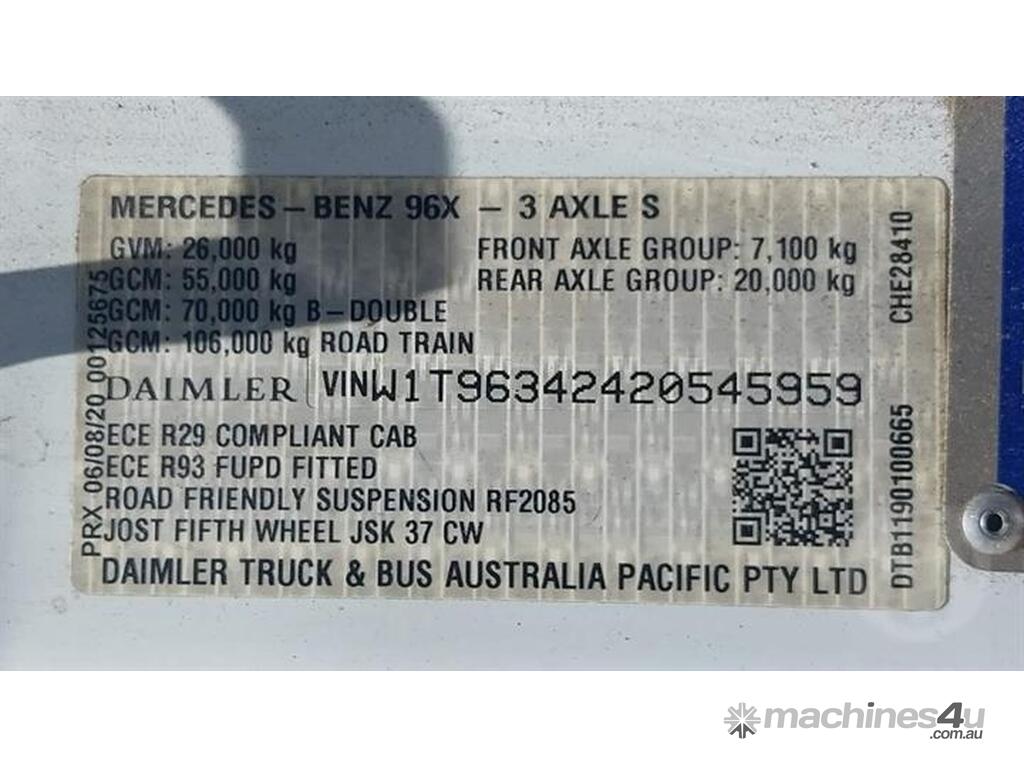 MERCEDES-BENZ 96X - 3 AXLE S
GVM: 26,000 kg
GCM: 55,000 kg
GCM: 70,000 kg B-DOUBLE
GCM: 106,000 kg ROAD TRAIN
FRONT AXLE GROUP: 7,100 kg
REAR AXLE GROUP: 20,000 kg
DAIMLER VIN W1T96342420545959
ECE R29 COMPLIANT CAB
ECE R93 FUPD FITTED
ROAD FRIENDLY SUSPENSION RF2085
JOST FIFTH WHEEL JSK 37 CW
DAIMLER TRUCK & BUS AUSTRALIA PACIFIC PTY LTD
PRX 06/08/20 00125675
CHE28410
DTB1190100665
machines4u
.com.au